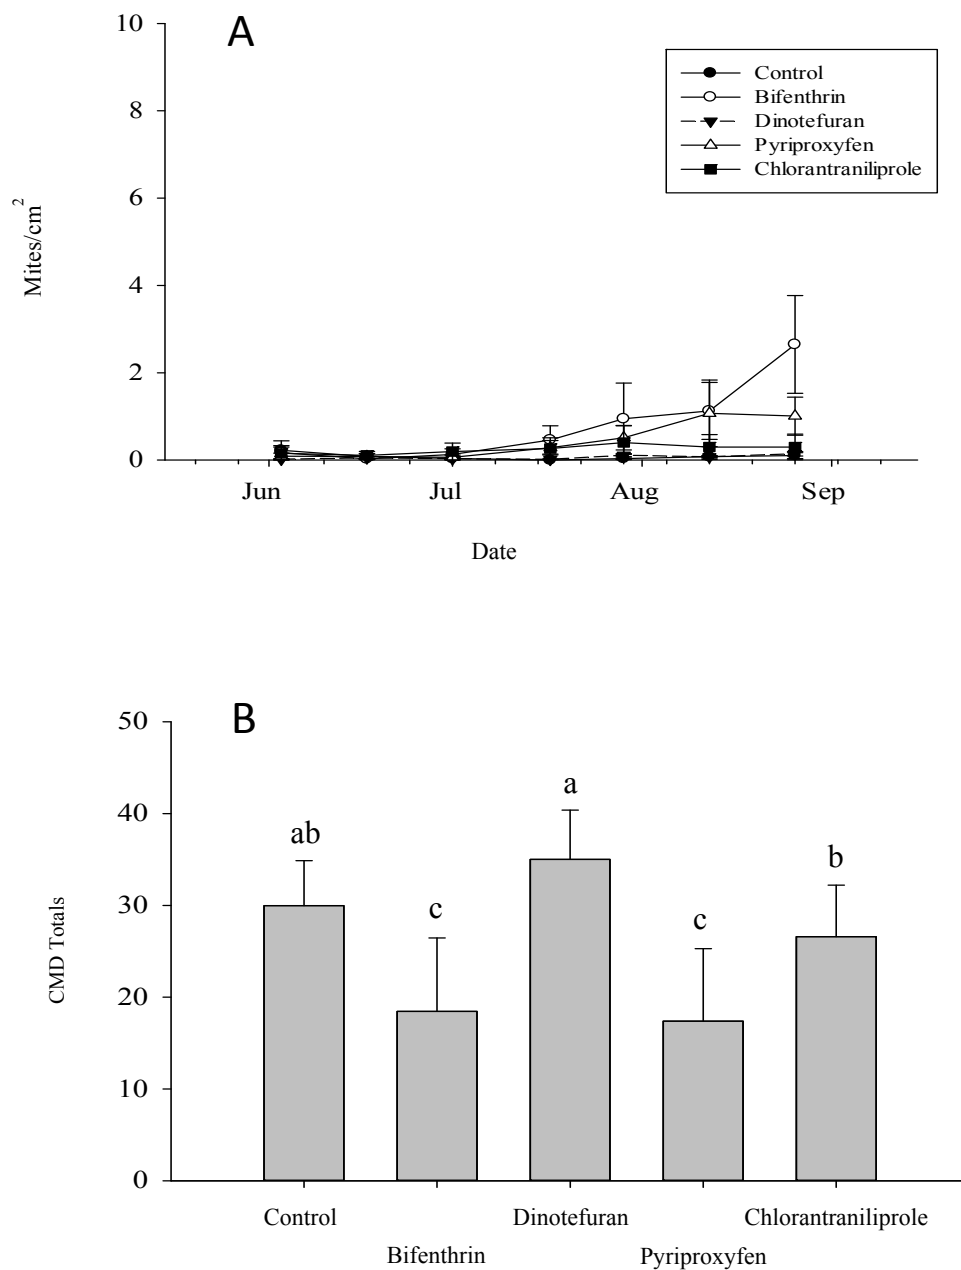 A
10
8
6
4
2
0
Mites/cm²
Control
Bifenthrin
Dinotefuran
Pyriproxyfen
Chlorantraniliprole
Jun Jul Aug Sep
Date
B
50
40
30
20
10
0
CMD Totals
ab
c
a
c
b
Control Dinotefuran Chlorantraniliprole
Bifenthrin Pyriproxyfen